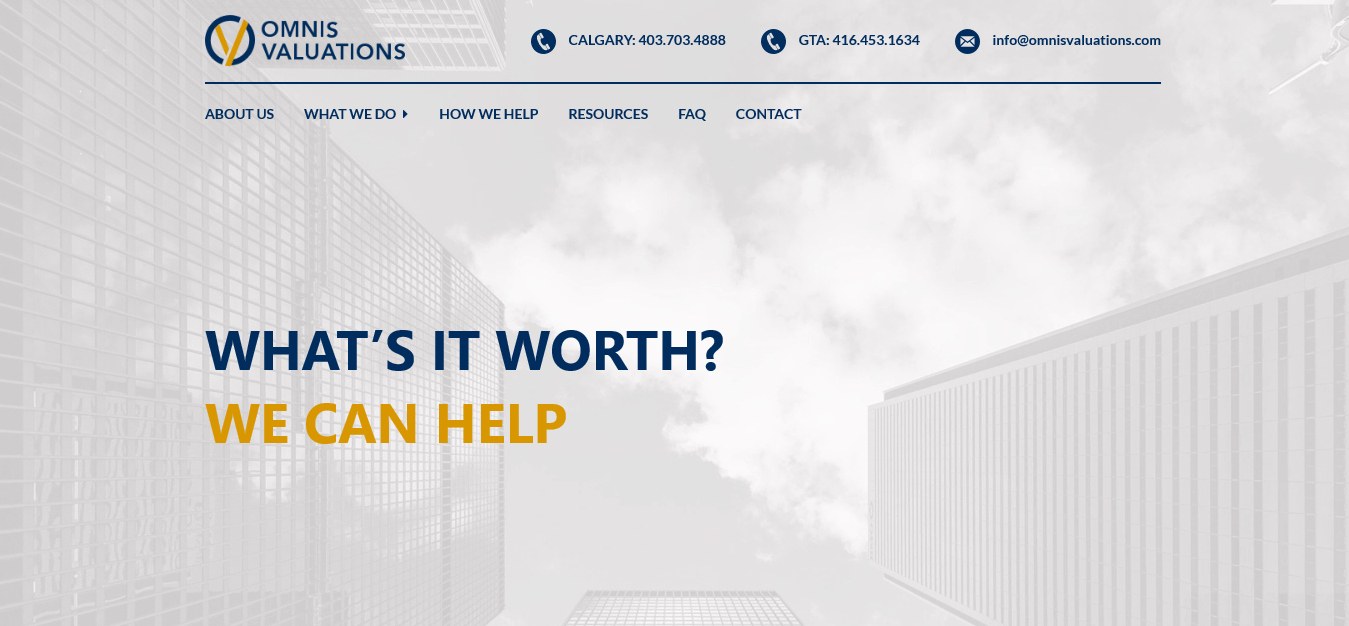 OMNIS
VALUATIONS
CALGARY: 403.703.4888
GTA: 416.453.1634
info@omnisvaluations.com
ABOUT US
WHAT WE DO
HOW WE HELP
RESOURCES
FAQ
CONTACT
WHAT’S IT WORTH?
WE CAN HELP